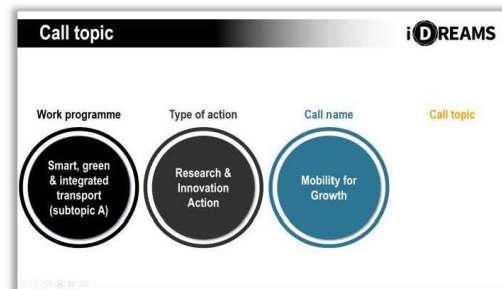 Call topic
iDREAMS
Work programme
Type of action
Call name
Call topic
Smart, green
& integrated
transport
(subtopic A)
Research &
Innovation
Action
Mobility for
Growth